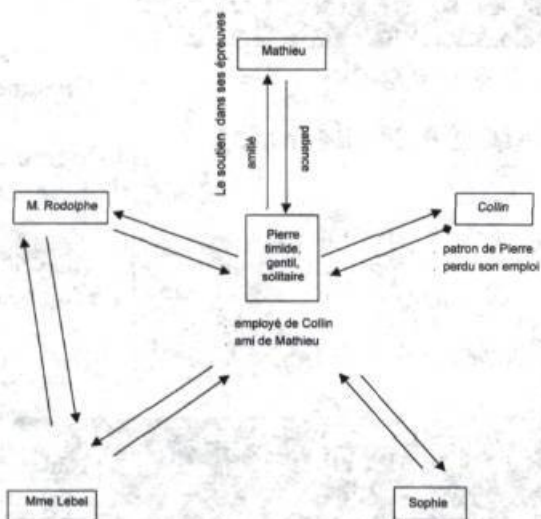 Mathieu
Le soutien dans ses épreuves
amitié
patience
M. Rodolphe
Pierre
timide,
gentil,
solitaire
Collin
patron de Pierre
perdu son emploi
employé de Collin
ami de Mathieu
Mme Lebel
Sophie